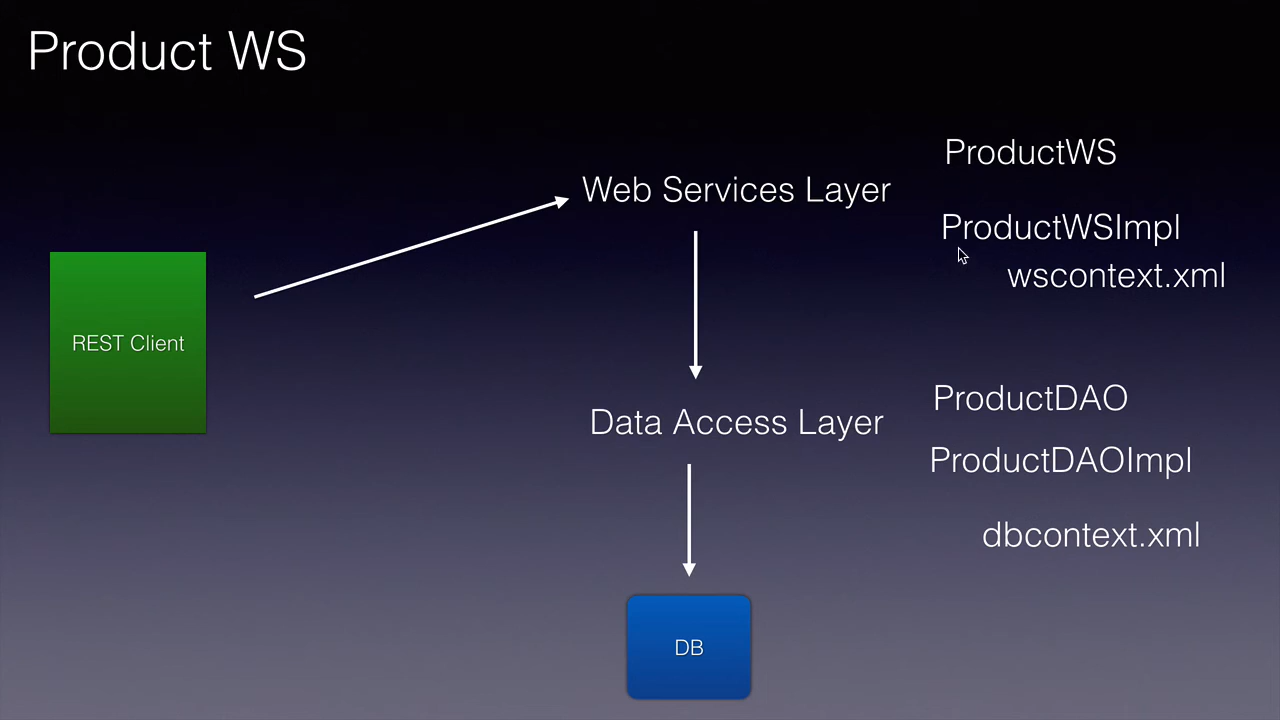 Product WS
ProductWS
Web Services Layer
ProductWSImpl
wscontext.xml
REST Client
ProductDAO
Data Access Layer
ProductDAOImpl
dbcontext.xml
DB